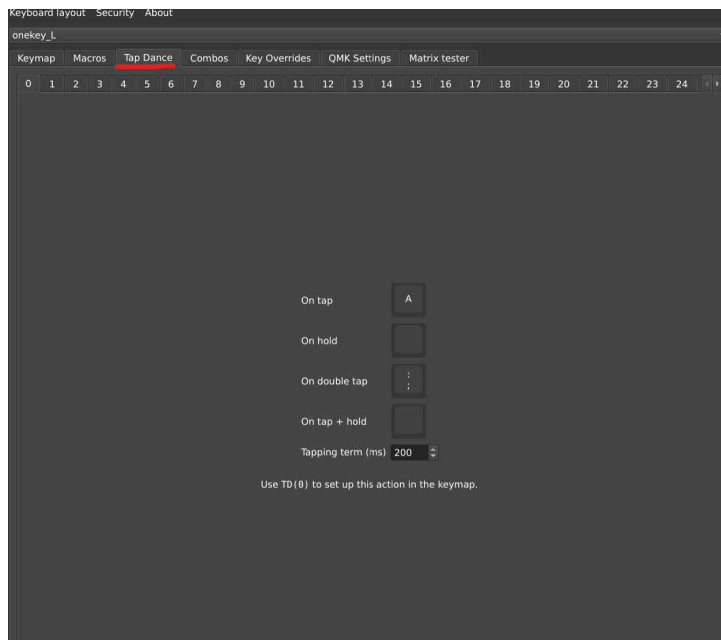 Keyboard layout Security About
onekey_L
Keymap Macros Tap Dance Combos Key Overrides QMK Settings Matrix tester
0 1 2 3 4 5 6 7 8 9 10 11 12 13 14 15 16 17 18 19 20 21 22 23 24
On tap A
On hold
On double tap :
;
On tap + hold
Tapping term (ms) 200
Use TD(0) to set up this action in the keymap.